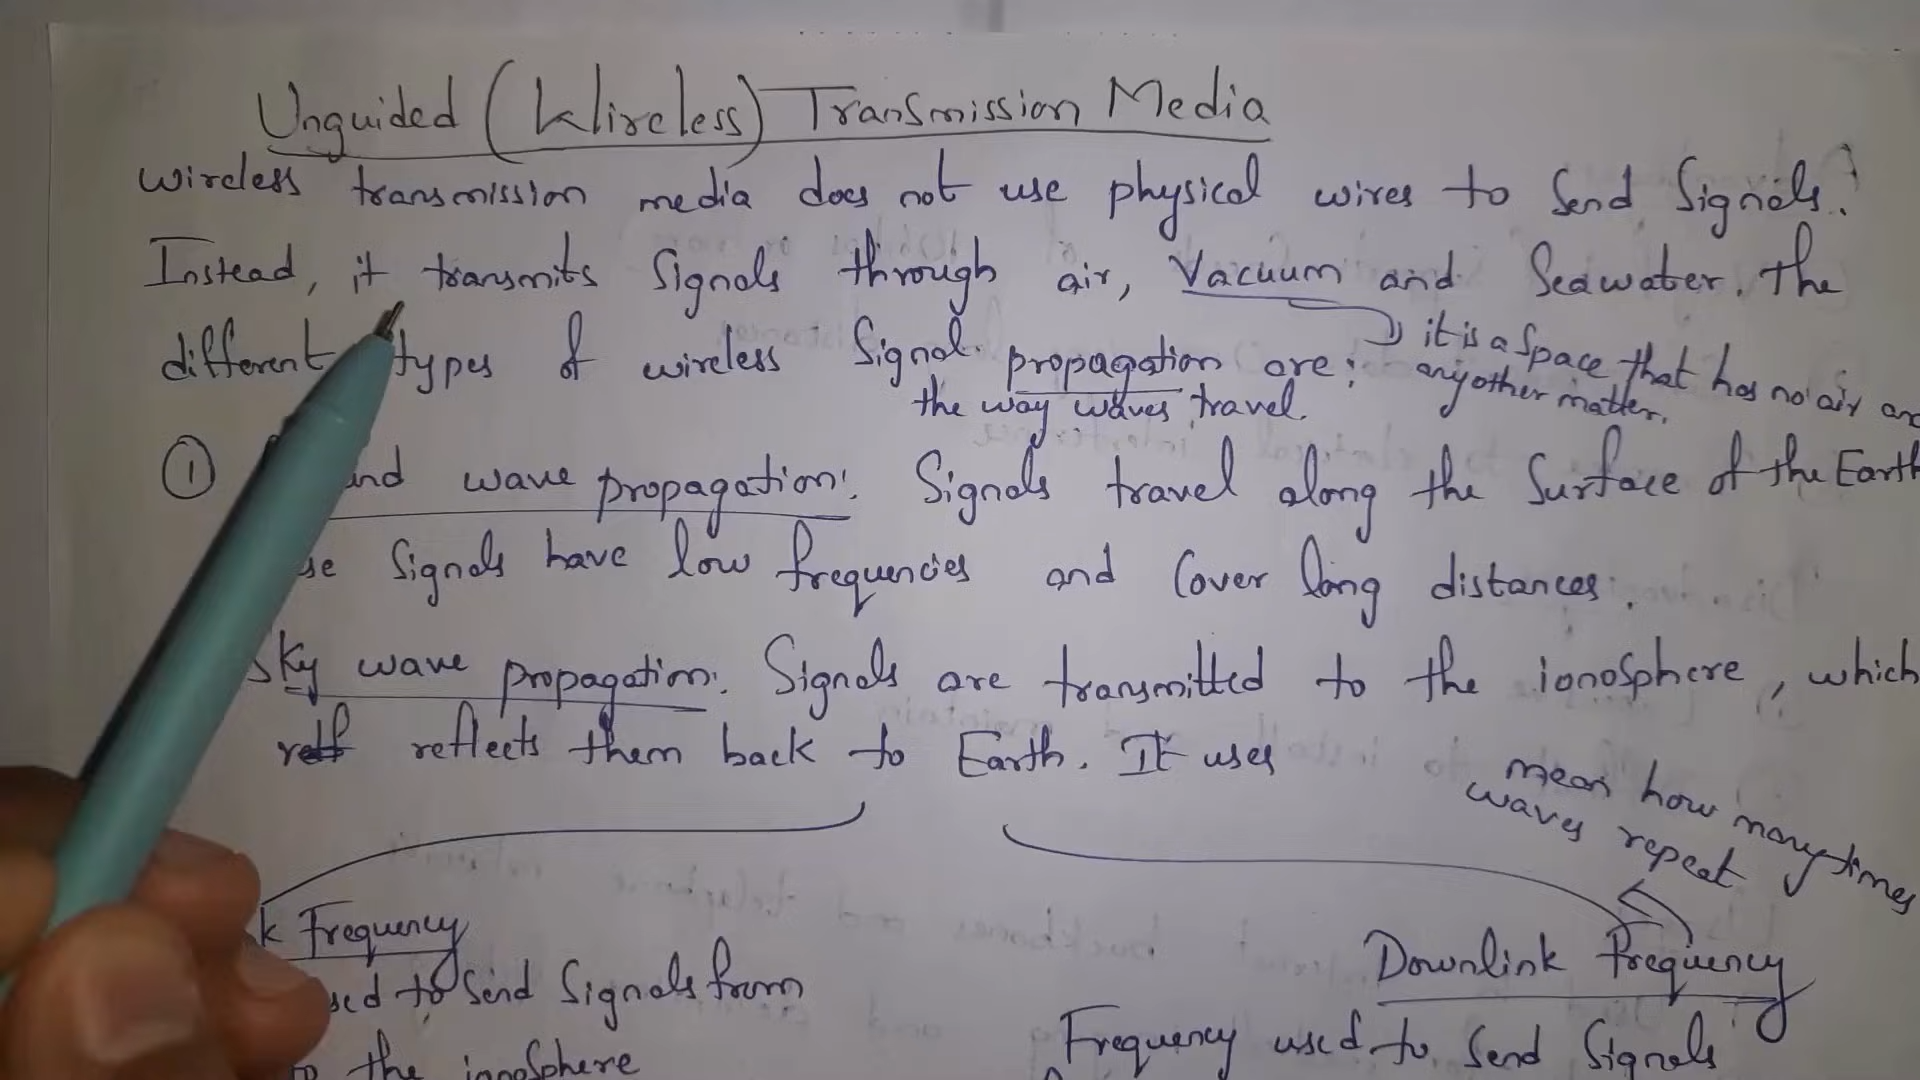 Unguided (Wireless) Transmission Media
wireless transmission media does not use physical wires to Send Signals.
Instead, it transmits Signals through air, Vacuum and Seawater. The
different types of wireless Signal propagation are:
it is a Space that has no air
any other matter.
the way waves travel.
① wave propagation: Signals travel along the Surface of the Earth
Signals have low frequencies and Cover long distances.
Sky wave propagation: Signals are transmitted to the ionosphere, which
reflects them back to Earth. It uses
mean how many times
waves repeat
Frequency
Downlink Frequency
to Send Signals from
the ionosphere
Frequency used to Send Signals